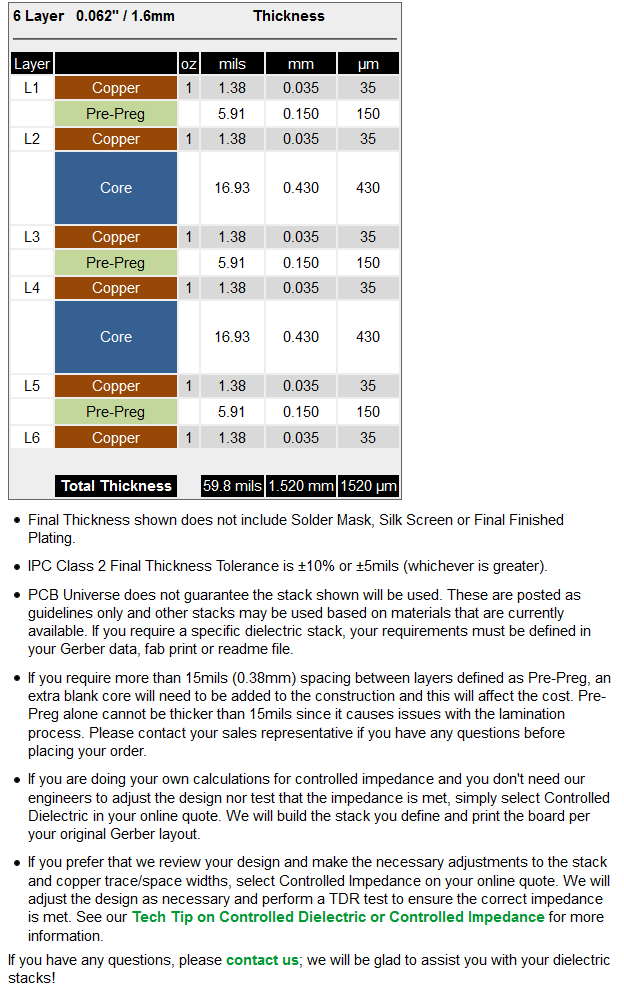 6 Layer 0.062" / 1.6mm Thickness
Layer oz mils mm µm
L1 Copper 1 1.38 0.035 35
Pre-Preg 5.91 0.150 150
L2 Copper 1 1.38 0.035 35
Core 16.93 0.430 430
L3 Copper 1 1.38 0.035 35
Pre-Preg 5.91 0.150 150
L4 Copper 1 1.38 0.035 35
Core 16.93 0.430 430
L5 Copper 1 1.38 0.035 35
Pre-Preg 5.91 0.150 150
L6 Copper 1 1.38 0.035 35
Total Thickness 59.8 mils 1.520 mm 1520 µm
• Final Thickness shown does not include Solder Mask, Silk Screen or Final Finished
Plating.
• IPC Class 2 Final Thickness Tolerance is ±10% or ±5mils (whichever is greater).
• PCB Universe does not guarantee the stack shown will be used. These are posted as
guidelines only and other stacks may be used based on materials that are currently
available. If you require a specific dielectric stack, your requirements must be defined in
your Gerber data, fab print or readme file.
• If you require more than 15mils (0.38mm) spacing between layers defined as Pre-Preg, an
extra blank core will need to be added to the construction and this will affect the cost. Pre-
Preg alone cannot be thicker than 15mils since it causes issues with the lamination
process. Please contact your sales representative if you have any questions before
placing your order.
• If you are doing your own calculations for controlled impedance and you don't need our
engineers to adjust the design nor test that the impedance is met, simply select Controlled
Dielectric in your online quote. We will build the stack you define and print the board per
your original Gerber layout.
• If you prefer that we review your design and make the necessary adjustments to the stack
and copper trace/space widths, select Controlled Impedance on your online quote. We will
adjust the design as necessary and perform a TDR test to ensure the correct impedance
is met. See our Tech Tip on Controlled Dielectric or Controlled Impedance for more
information.
If you have any questions, please contact us; we will be glad to assist you with your dielectric
stacks!